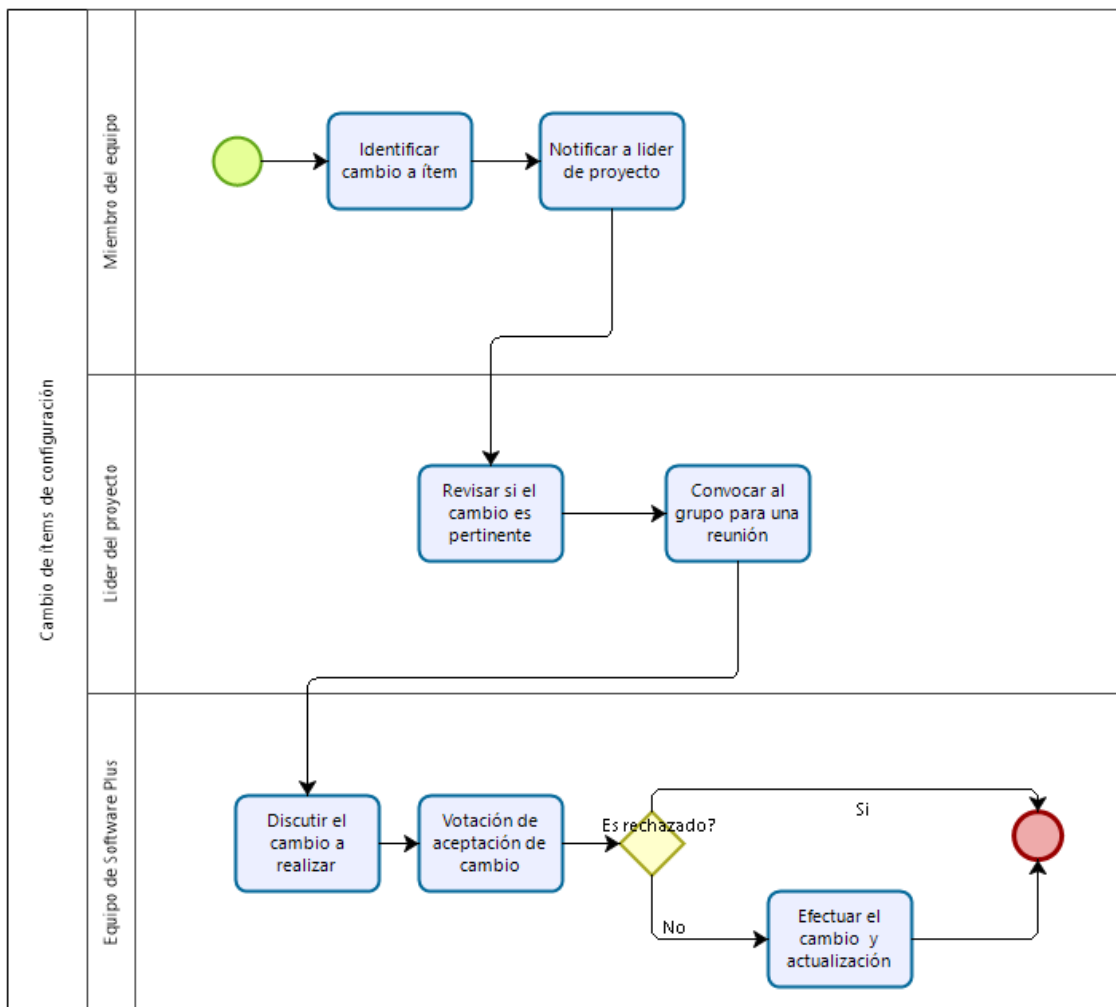 Cambio de ítems de configuración
Miembro del equipo
Identificar
cambio a ítem
Notificar a lider
de proyecto
Lider del proyecto
Revisar si el
cambio es
pertinente
Convocar al
grupo para una
reunión
Equipo de Software Plus
Discutir el
cambio a
realizar
Votación de
aceptación de
cambio
Es rechazado?
Si
No
Efectuar el
cambio y
actualización